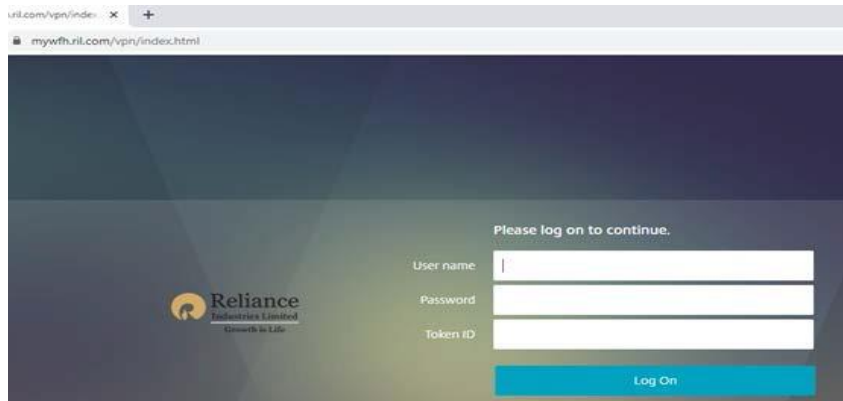 .ril.com/vpn/inde: × +
mywfh.ril.com/vpn/index.html
Please log on to continue.
User name
Password
Token ID
Reliance
Industries Limited
Growth is Life
Log On